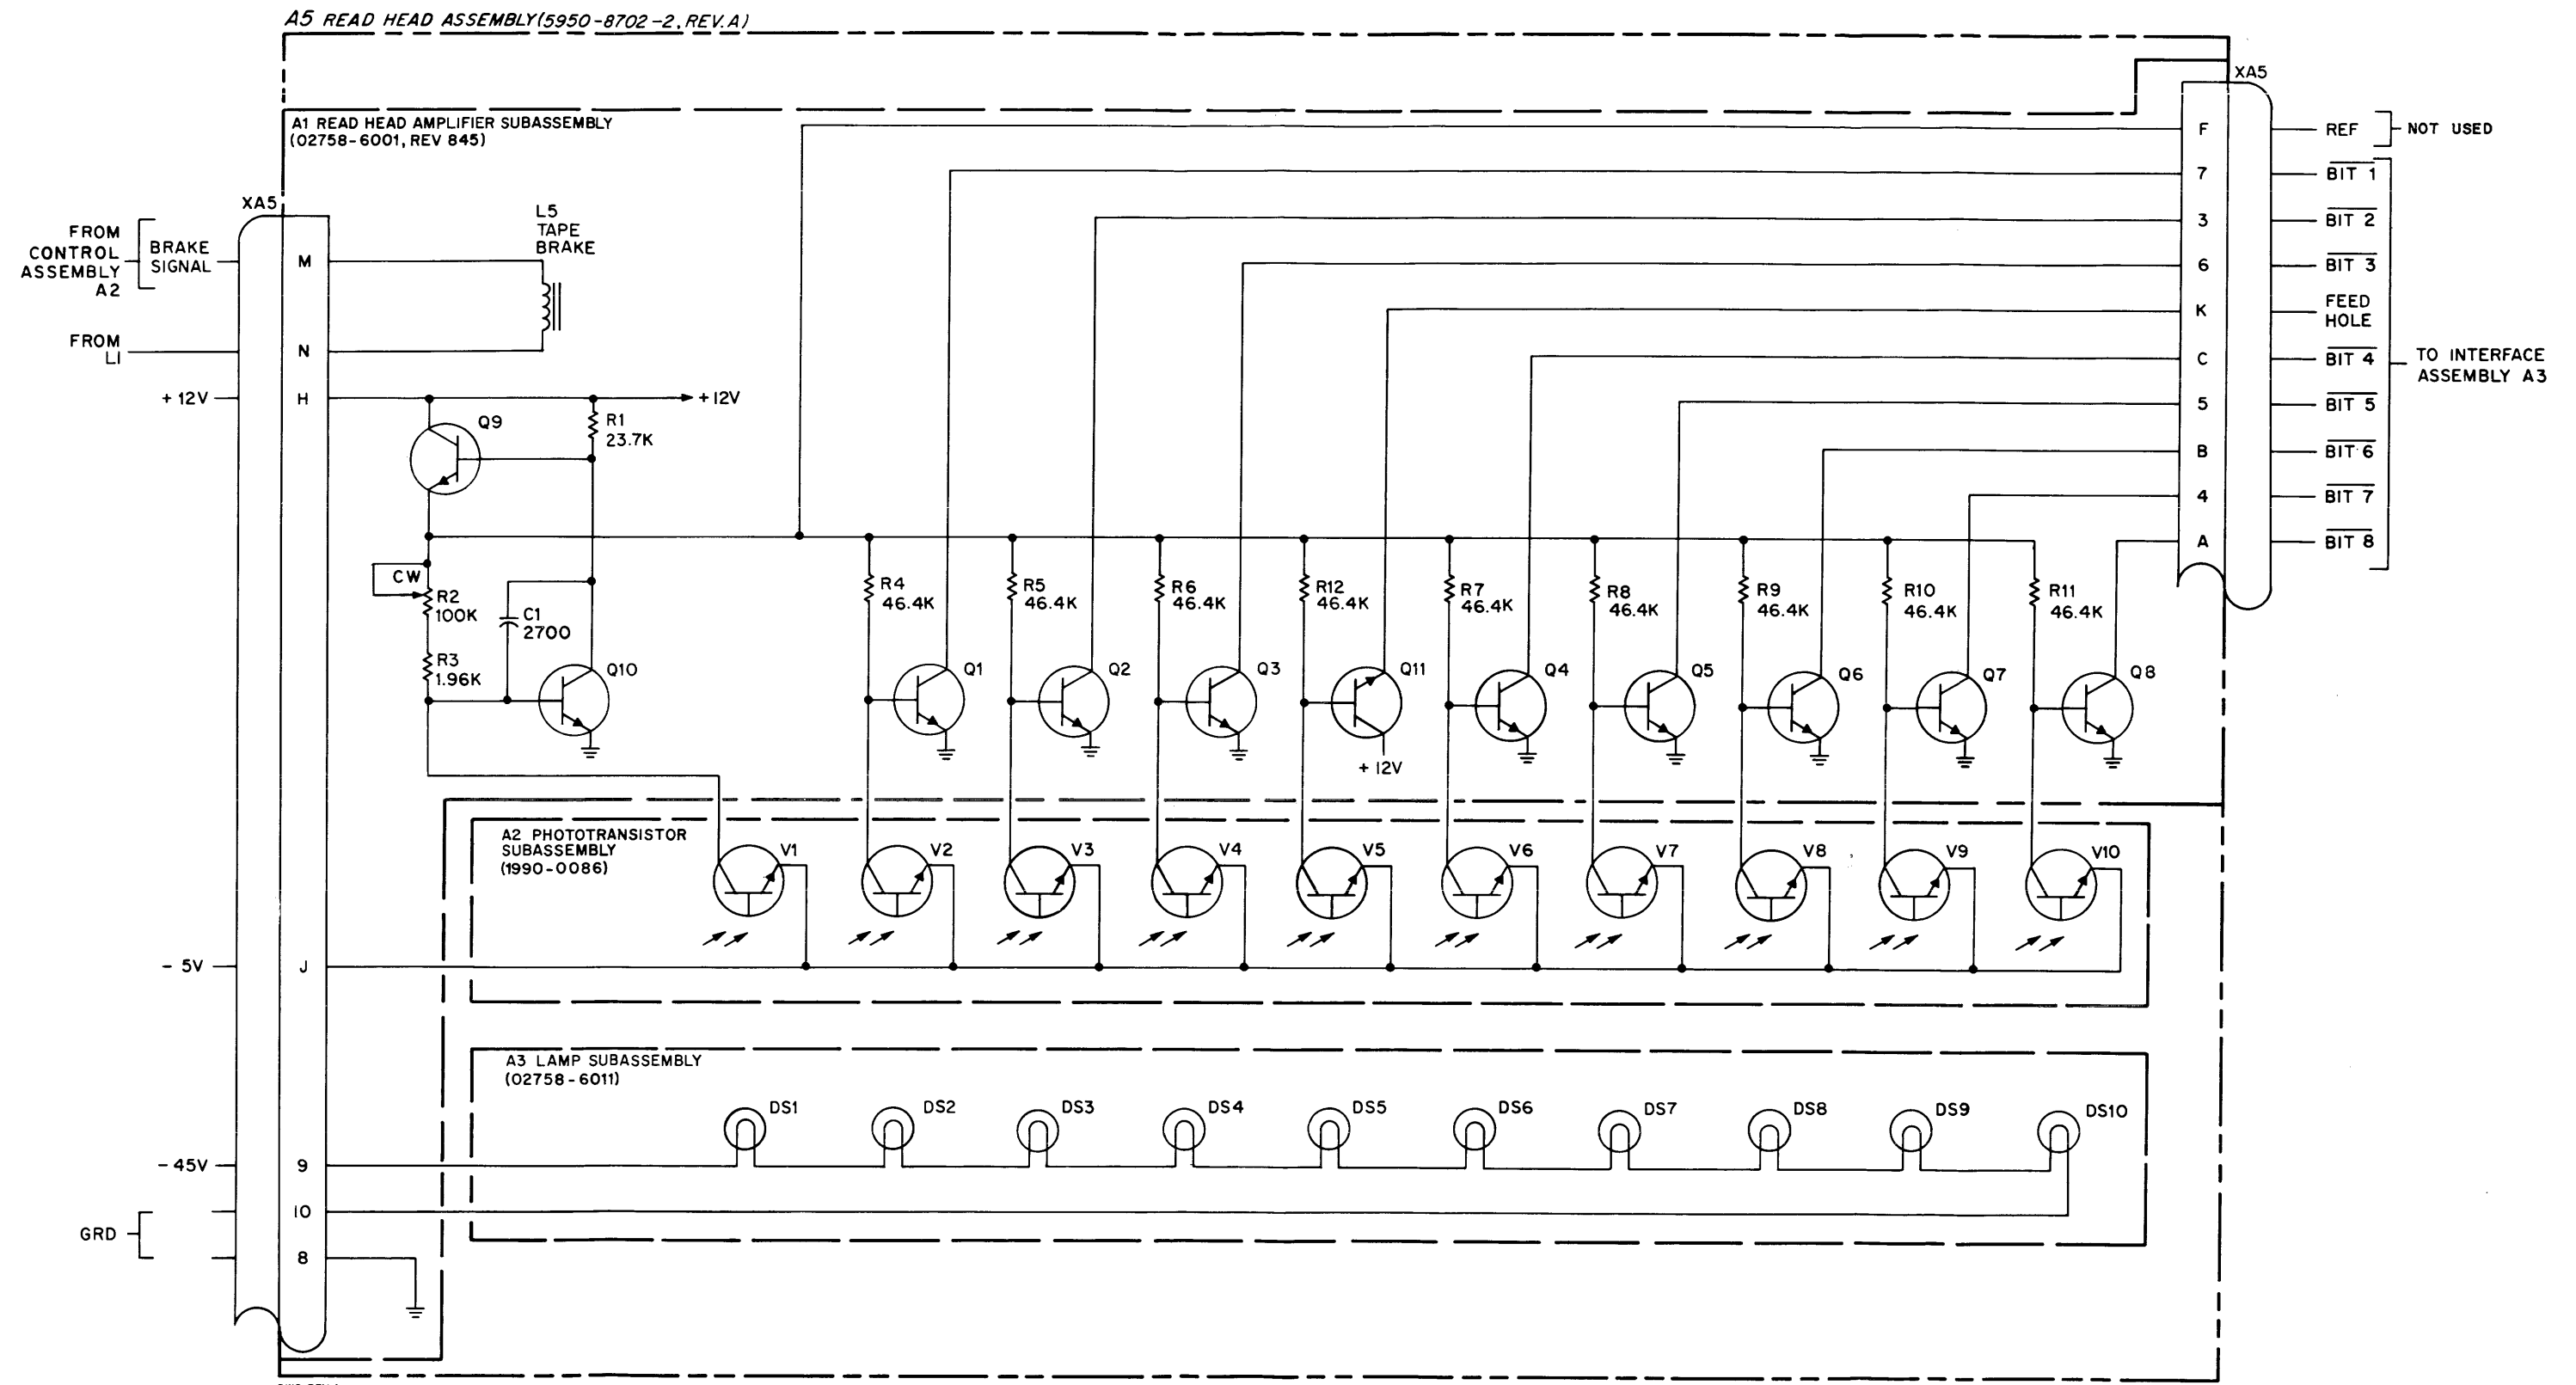 A5 READ HEAD ASSEMBLY(5950-8702-2, REV.A)
A1 READ HEAD AMPLIFIER SUBASSEMBLY
(02758-6001, REV 845)
XA5
FROM
CONTROL
ASSEMBLY
A2
BRAKE
SIGNAL
M
L5
TAPE
BRAKE
FROM
L1
N
+12V
H
+12V
Q9
R1
23.7K
CW
R2
100K
C1
2700
R3
1.96K
Q10
XA5
F
REF
NOT USED
7
BIT 1
3
BIT 2
6
BIT 3
K
FEED
HOLE
C
BIT 4
5
BIT 5
B
BIT 6
4
BIT 7
A
BIT 8
TO INTERFACE
ASSEMBLY A3
R4
46.4K
R5
46.4K
R6
46.4K
R12
46.4K
R7
46.4K
R8
46.4K
R9
46.4K
R10
46.4K
R11
46.4K
Q1
Q2
Q3
Q11
Q4
Q5
Q6
Q7
Q8
+12V
A2 PHOTOTRANSISTOR
SUBASSEMBLY
(1990-0086)
V1
V2
V3
V4
V5
V6
V7
V8
V9
V10
-5V
J
A3 LAMP SUBASSEMBLY
(02758-6011)
DS1
DS2
DS3
DS4
DS5
DS6
DS7
DS8
DS9
DS10
-45V
9
10
GRD
8